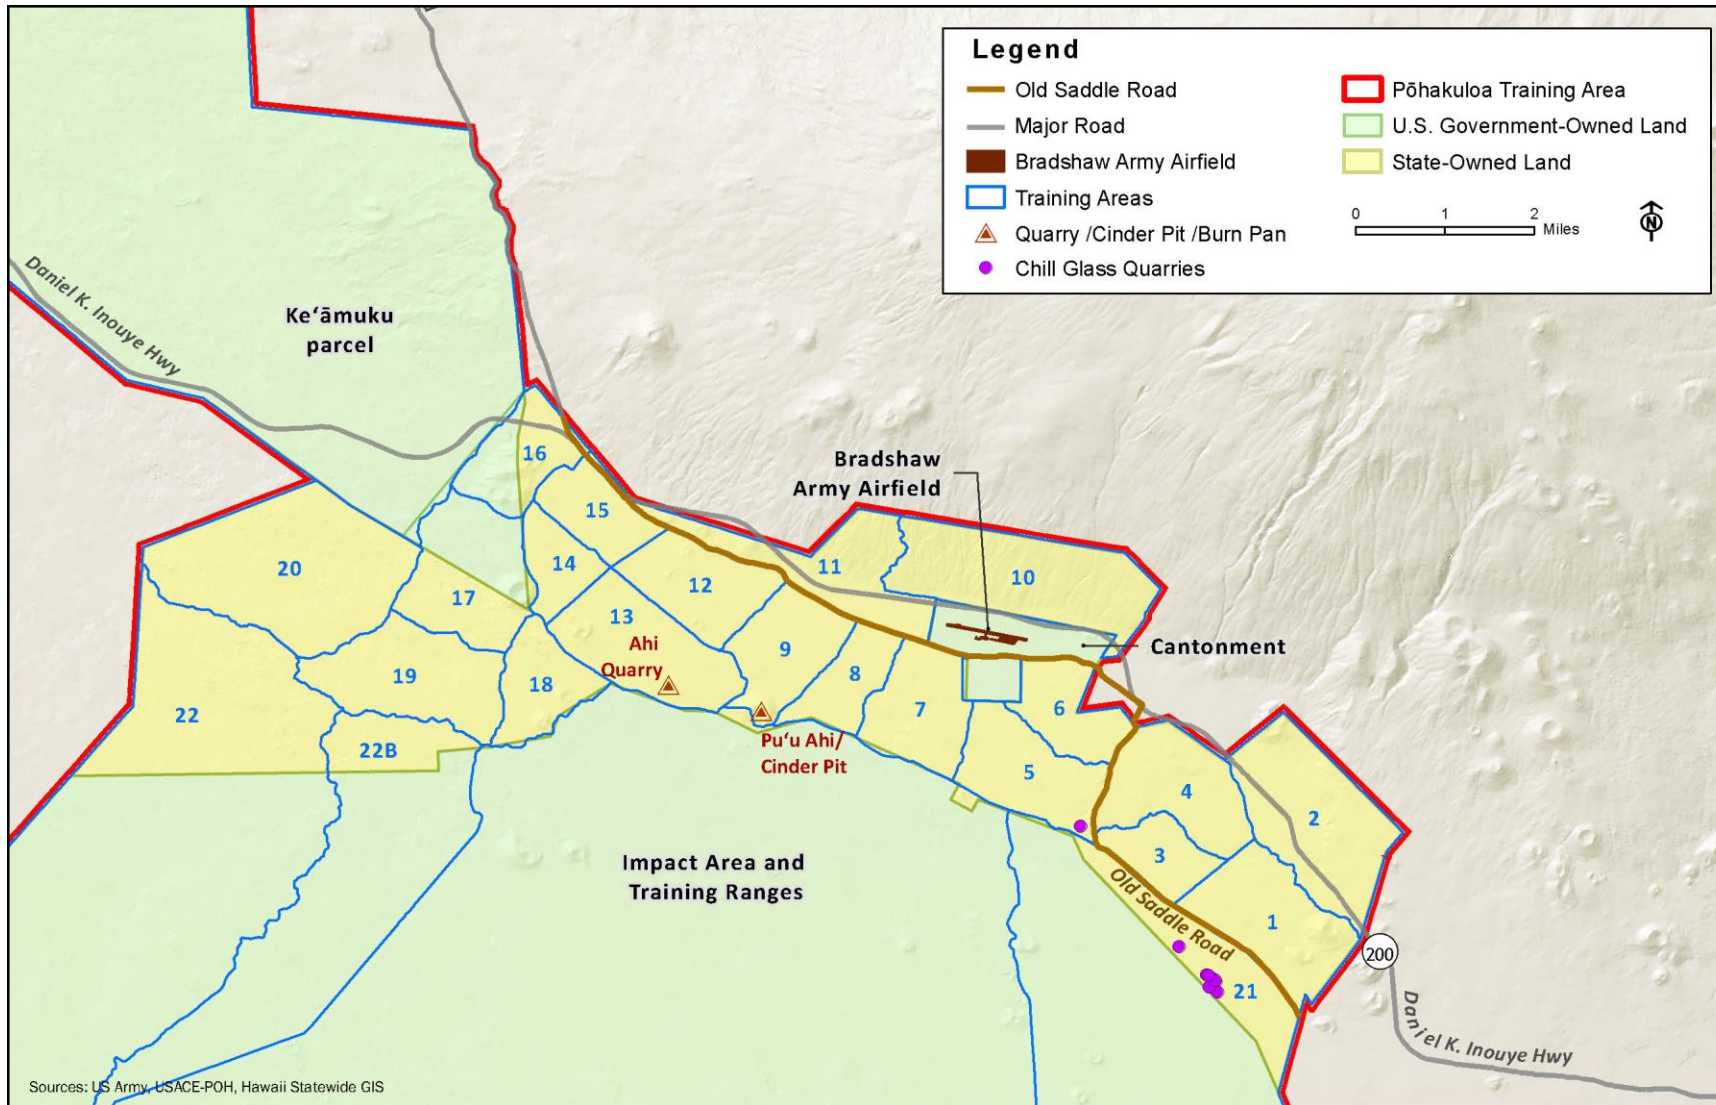 Legend
Old Saddle Road
Major Road
Bradshaw Army Airfield
Training Areas
Quarry /Cinder Pit /Burn Pan
Chill Glass Quarries
Pōhakuloa Training Area
U.S. Government-Owned Land
State-Owned Land
0 1 2
Miles
N
Daniel K. Inouye Hwy
Keʻāmuku
parcel
Bradshaw
Army Airfield
16
15
11
10
20
14
12
17
13
Cantonment
Ahi
Quarry
9
8
19
18
7
6
22
22B
Puʻu Ahi/
Cinder Pit
5
4
2
Impact Area and
Training Ranges
3
Old Saddle Road
1
200
21
Daniel K. Inouye Hwy
Sources: US Army, USACE-POH, Hawaii Statewide GIS